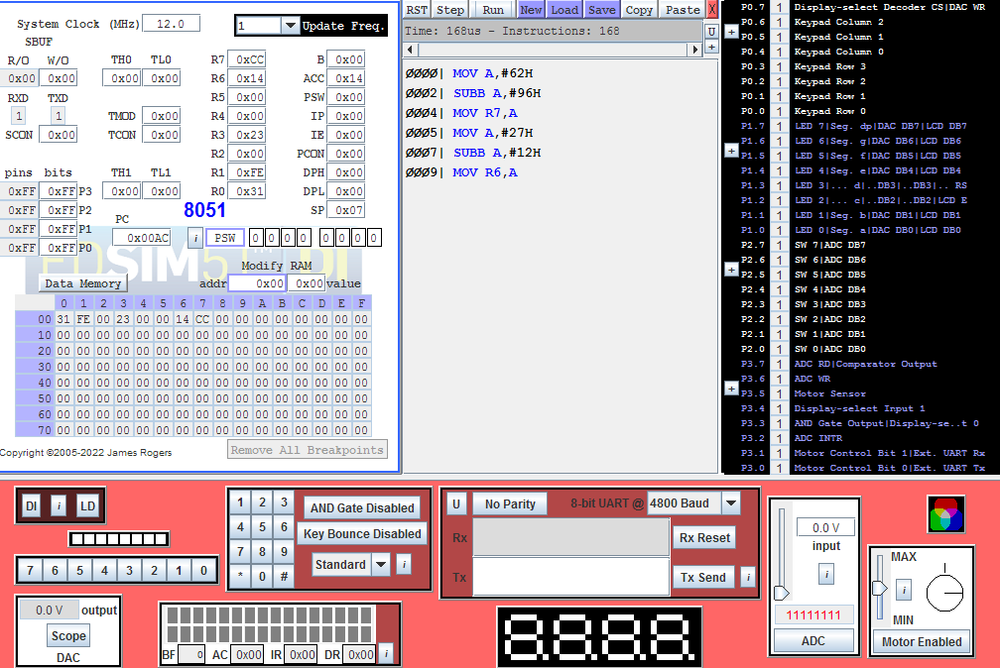 System Clock (MHz) 12.0 1 Update Freq.
SBUF
R/O W/O TH0 TL0 R7 0xCC B 0x00
0x00 0x00 0x00 0x00 R6 0x14 ACC 0x14
RXD TXD R5 0x00 PSW 0x00
1 1 TMOD 0x00 R4 0x00 IP 0x00
SCON 0x00 TCON 0x00 R3 0x23 IE 0x00
R2 0x00 PCON 0x00
pins bits TH1 TL1 R1 0xFE DPH 0x00
0xFF 0xFF P3 0x00 0x00 R0 0x31 DPL 0x00
0xFF 0xFF P2 8051 SP 0x07
0xFF 0xFF P1 PC
0xFF 0xFF P0 0x00AC i PSW 0 0 0 0 0 0 0 0
EDSIM51 DI
TM
Modify RAM
Data Memory addr 0x00 0x00 value
0 1 2 3 4 5 6 7 8 9 A B C D E F
00 31 FE 00 23 00 00 14 CC 00 00 00 00 00 00 00 00
10 00 00 00 00 00 00 00 00 00 00 00 00 00 00 00 00
20 00 00 00 00 00 00 00 00 00 00 00 00 00 00 00 00
30 00 00 00 00 00 00 00 00 00 00 00 00 00 00 00 00
40 00 00 00 00 00 00 00 00 00 00 00 00 00 00 00 00
50 00 00 00 00 00 00 00 00 00 00 00 00 00 00 00 00
60 00 00 00 00 00 00 00 00 00 00 00 00 00 00 00 00
70 00 00 00 00 00 00 00 00 00 00 00 00 00 00 00 00
Copyright ©2005-2022 James Rogers Remove All Breakpoints
RST Step Run New Load Save Copy Paste X
Time: 168us - Instructions: 168 U
+
0000| MOV A,#62H
0002| SUBB A,#96H
0004| MOV R7,A
0005| MOV A,#27H
0007| SUBB A,#12H
0009| MOV R6,A
P0.7 1 Display-select Decoder CS|DAC WR
+ P0.6 1 Keypad Column 2
P0.5 1 Keypad Column 1
P0.4 1 Keypad Column 0
P0.3 1 Keypad Row 3
P0.2 1 Keypad Row 2
P0.1 1 Keypad Row 1
P0.0 1 Keypad Row 0
P1.7 1 LED 7|Seg. dp|DAC DB7|LCD DB7
P1.6 1 LED 6|Seg. g|DAC DB6|LCD DB6
+ P1.5 1 LED 5|Seg. f|DAC DB5|LCD DB5
P1.4 1 LED 4|Seg. e|DAC DB4|LCD DB4
P1.3 1 LED 3|... d|..DB3|..DB3|.. RS
P1.2 1 LED 2|... c|..DB2|..DB2|LCD E
P1.1 1 LED 1|Seg. b|DAC DB1|LCD DB1
P1.0 1 LED 0|Seg. a|DAC DB0|LCD DB0
P2.7 1 SW 7|ADC DB7
+ P2.6 1 SW 6|ADC DB6
P2.5 1 SW 5|ADC DB5
P2.4 1 SW 4|ADC DB4
P2.3 1 SW 3|ADC DB3
P2.2 1 SW 2|ADC DB2
P2.1 1 SW 1|ADC DB1
P2.0 1 SW 0|ADC DB0
P3.7 1 ADC RD|Comparator Output
P3.6 1 ADC WR
+ P3.5 1 Motor Sensor
P3.4 1 Display-select Input 1
P3.3 1 AND Gate Output|Display-se..t 0
P3.2 1 ADC INTR
P3.1 1 Motor Control Bit 1|Ext. UART Rx
P3.0 1 Motor Control Bit 0|Ext. UART Tx
DI i LD
7 6 5 4 3 2 1 0
0.0 V output
Scope
DAC
1 2 3 AND Gate Disabled
4 5 6 Key Bounce Disabled
7 8 9 Standard i
* 0 #
BF 0 AC 0x00 IR 0x00 DR 0x00 i
U No Parity 8-bit UART @ 4800 Baud
Rx Rx Reset
Tx Tx Send i
8.8.8.8.
0.0 V
input
i
11111111
ADC
MAX
i
MIN
Motor Enabled